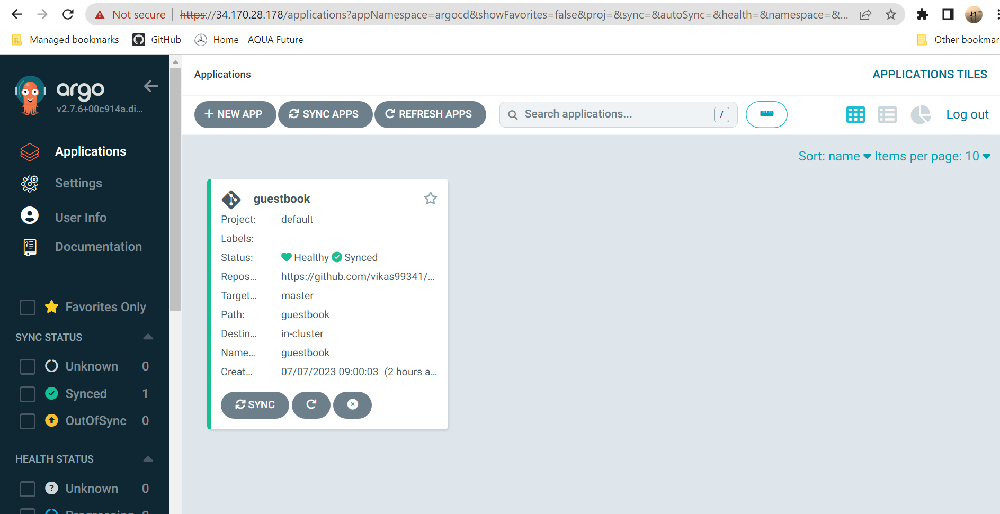 Not secure https://34.170.28.178/applications?appNamespace=argocd&showFavorites=false&proj=&sync=&autoSync=&health=&namespace=&...
Managed bookmarks GitHub Home - AQUA Future Other bookmar
argo
v2.7.6+00c914a.di...
Applications
Settings
User Info
Documentation
Favorites Only
SYNC STATUS
Unknown 0
Synced 1
OutOfSync 0
HEALTH STATUS
Unknown 0
Progressing 0
Applications APPLICATIONS TILES
+ NEW APP SYNC APPS REFRESH APPS Search applications... / Log out
Sort: name Items per page: 10
guestbook
Project: default
Labels:
Status: Healthy Synced
Repos... https://github.com/vikas99341/...
Target... master
Path: guestbook
Destin... in-cluster
Name... guestbook
Creat... 07/07/2023 09:00:03 (2 hours a...
SYNC